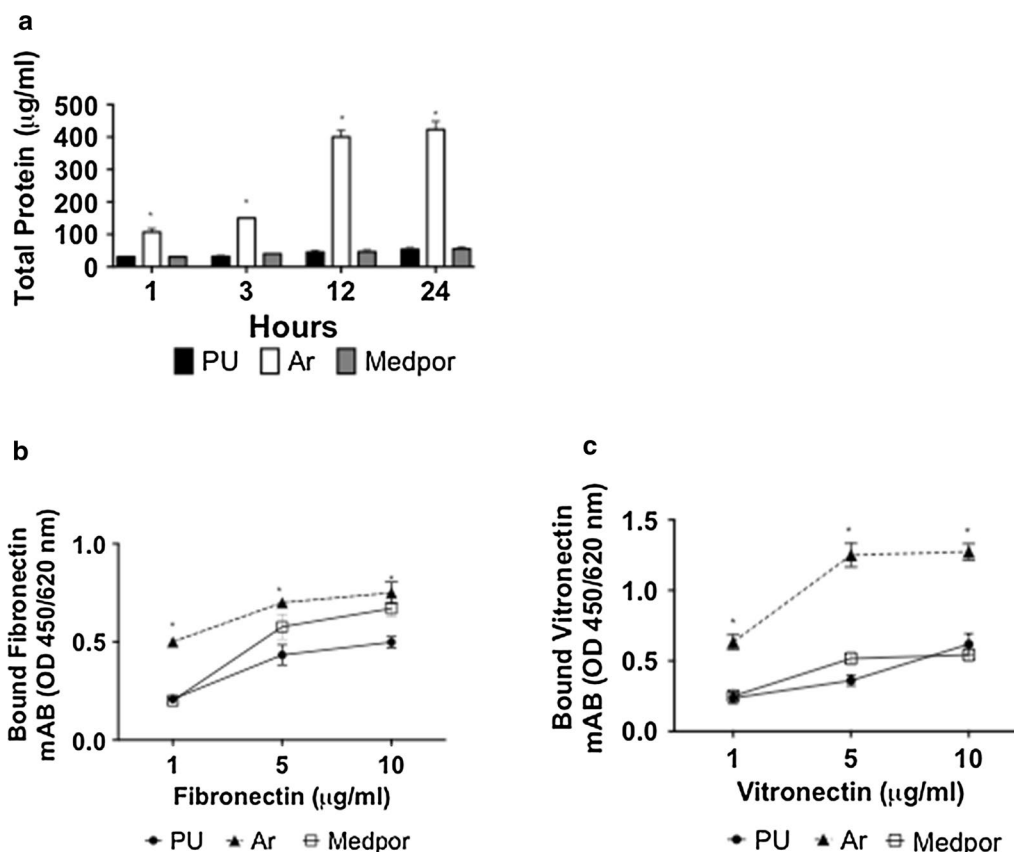 a
Total Protein (μg/ml)
500
400
300
200
100
0
* * * *
1 3 12 24
Hours
PU Ar Medpor
b
Bound Fibronectin
mAB (OD 450/620 nm)
1.0
0.5
0.0
* * *
1 5 10
Fibronectin (μg/ml)
PU Ar Medpor
c
Bound Vitronectin
mAB (OD 450/620 nm)
1.5
1.0
0.5
0.0
* * *
1 5 10
Vitronectin (μg/ml)
PU Ar Medpor